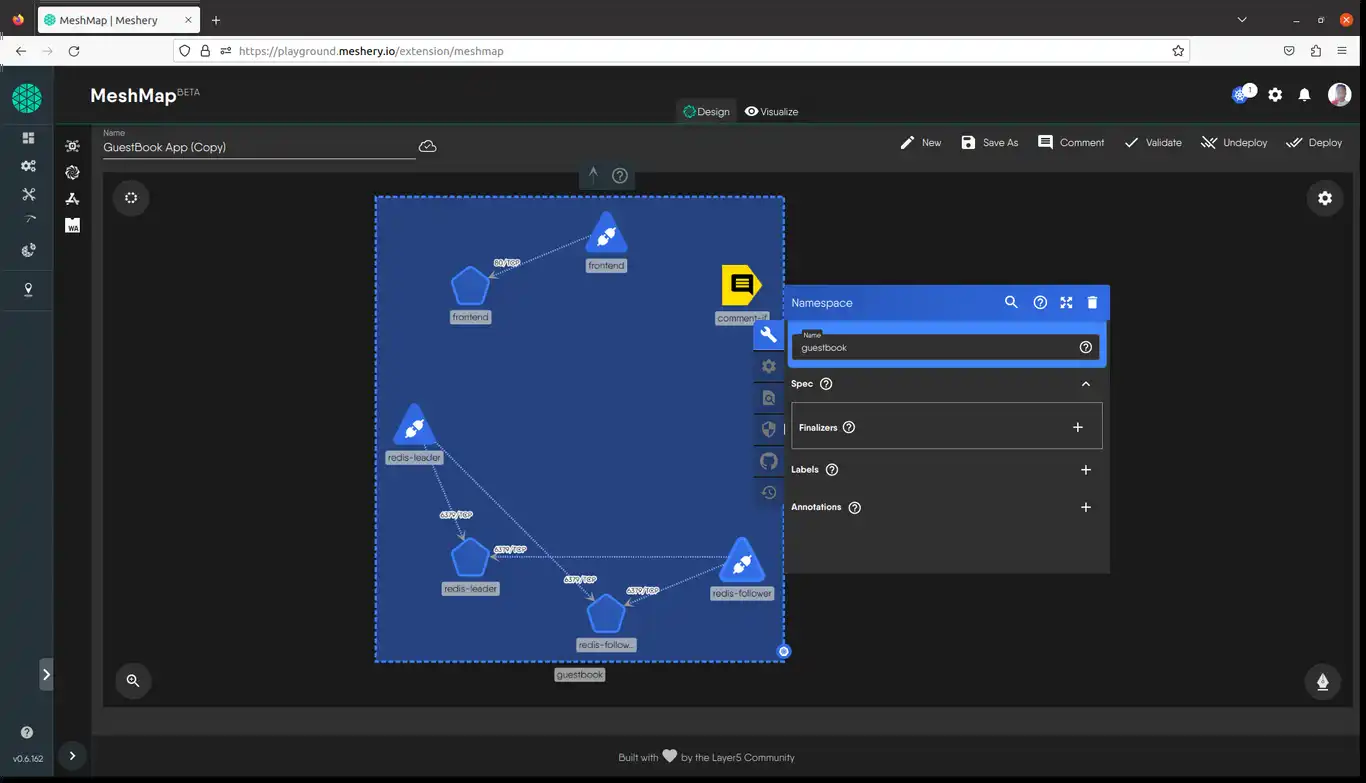 MeshMap | Meshery
https://playground.meshery.io/extension/meshmap
MeshMap BETA
Design
Visualize
1
Name
GuestBook App (Copy)
New
Save As
Comment
Validate
Undeploy
Deploy
WA
frontend
80/TCP
frontend
comment-if
Namespace
Name
guestbook
Spec
Finalizers
Labels
Annotations
redis-leader
6379/TCP
6379/TCP
redis-leader
6379/TCP
6379/TCP
redis-follower
redis-follow...
guestbook
v0.6.162
Built with by the Layer5 Community